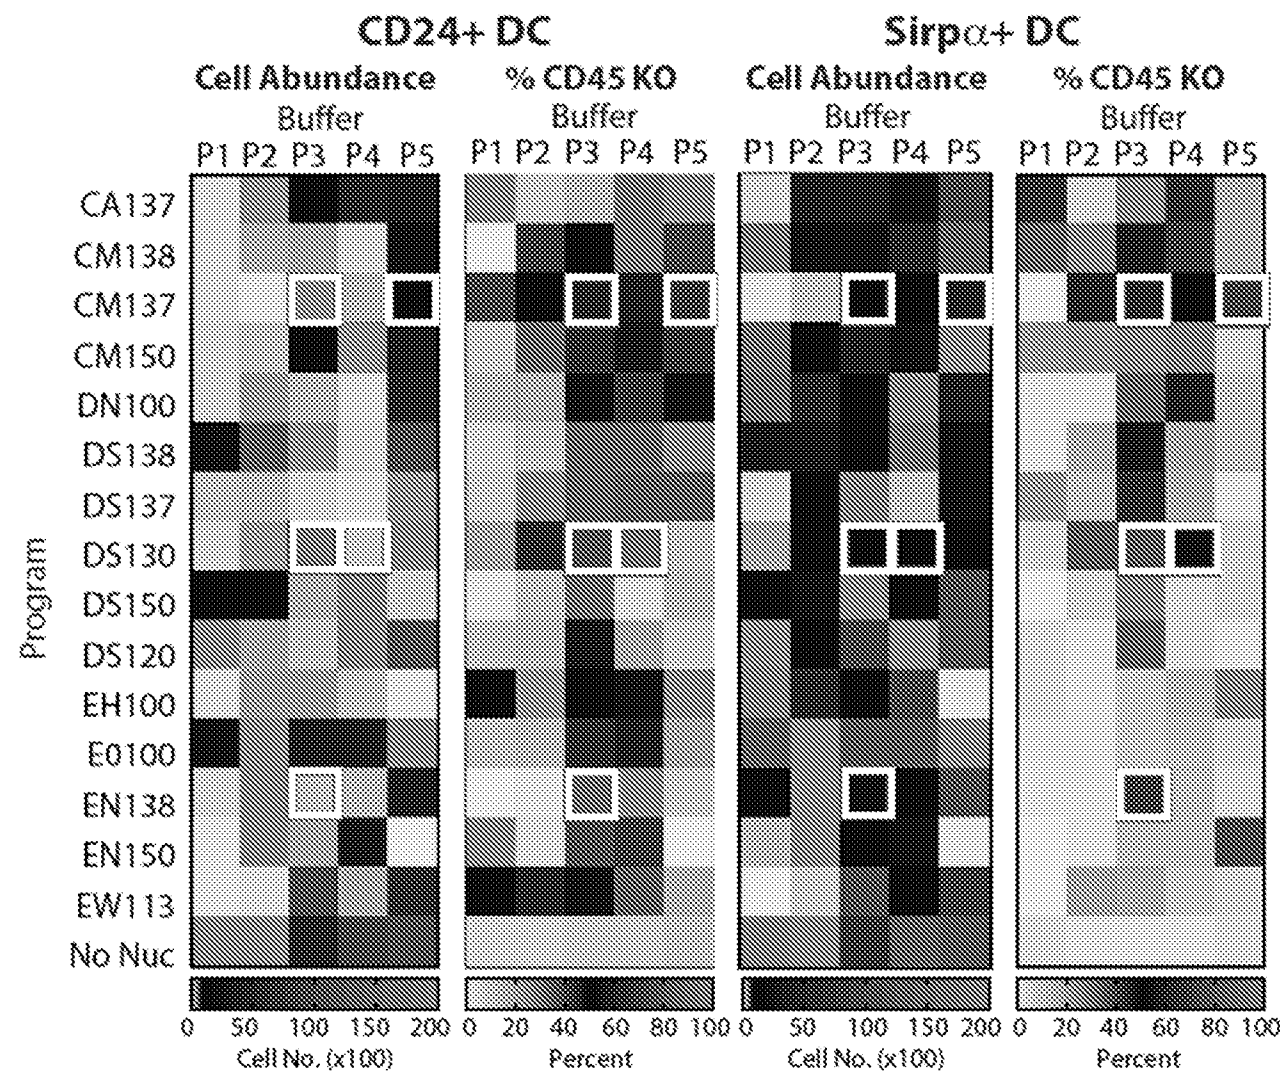 CD24+ DC
Sirpα+ DC
Cell Abundance
% CD45 KO
Cell Abundance
% CD45 KO
Buffer
Buffer
Buffer
Buffer
P1 P2 P3 P4 P5
P1 P2 P3 P4 P5
P1 P2 P3 P4 P5
P1 P2 P3 P4 P5
Program
CA137
CM138
CM137
CM150
DN100
DS138
DS137
DS130
DS150
DS120
EH100
E0100
EN138
EN150
EW113
No Nuc
0 50 100 150 200
0 20 40 60 80 100
0 50 100 150 200
0 20 40 60 80 100
Cell No. (x100)
Percent
Cell No. (x100)
Percent